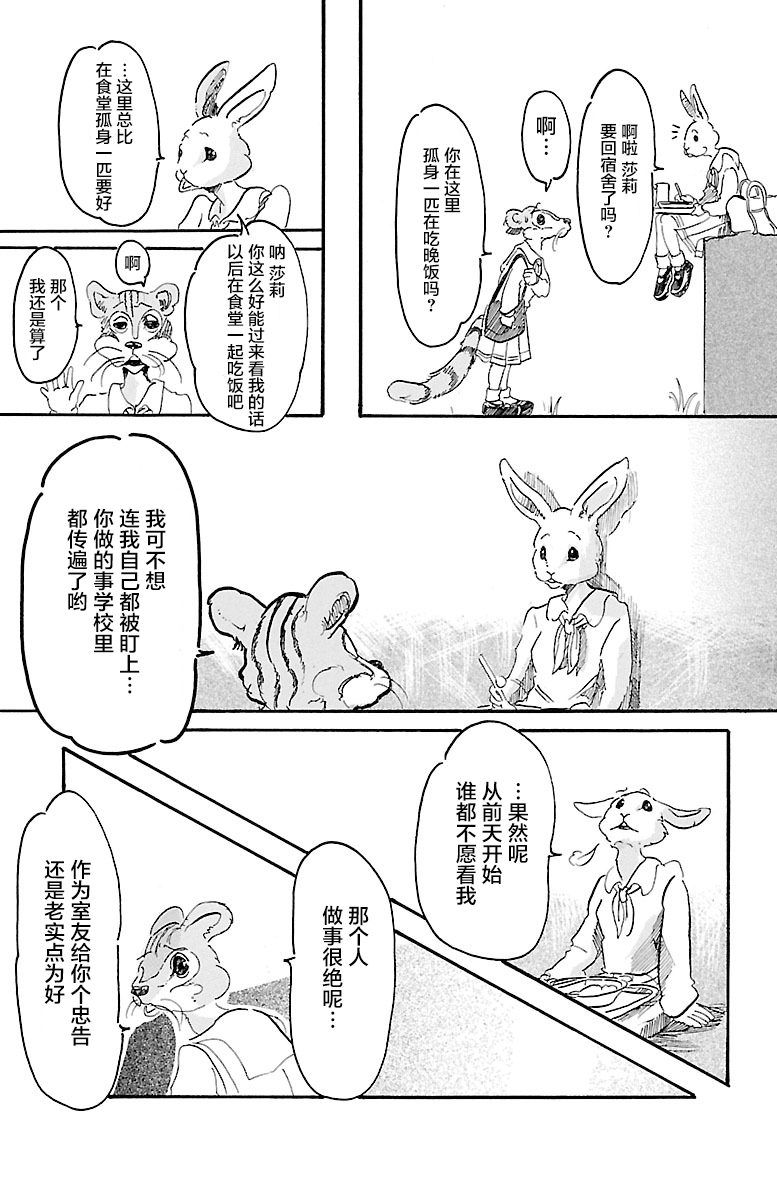 啊啦 莎莉
要回宿舍了吗?
啊…
你在这里
孤身一匹在吃晚饭吗?
…这里总比
在食堂孤身一匹要好
呐 莎莉
你这么好能过来看我的话
以后在食堂一起吃饭吧
啊
那个
我还是算了
我可不想
连我自己都被盯上…
你做的事学校里
都传遍了哟
…果然呢
从前天开始
谁都不愿看我
那个人
做事很绝呢…
作为室友给你个忠告
还是老实点为好